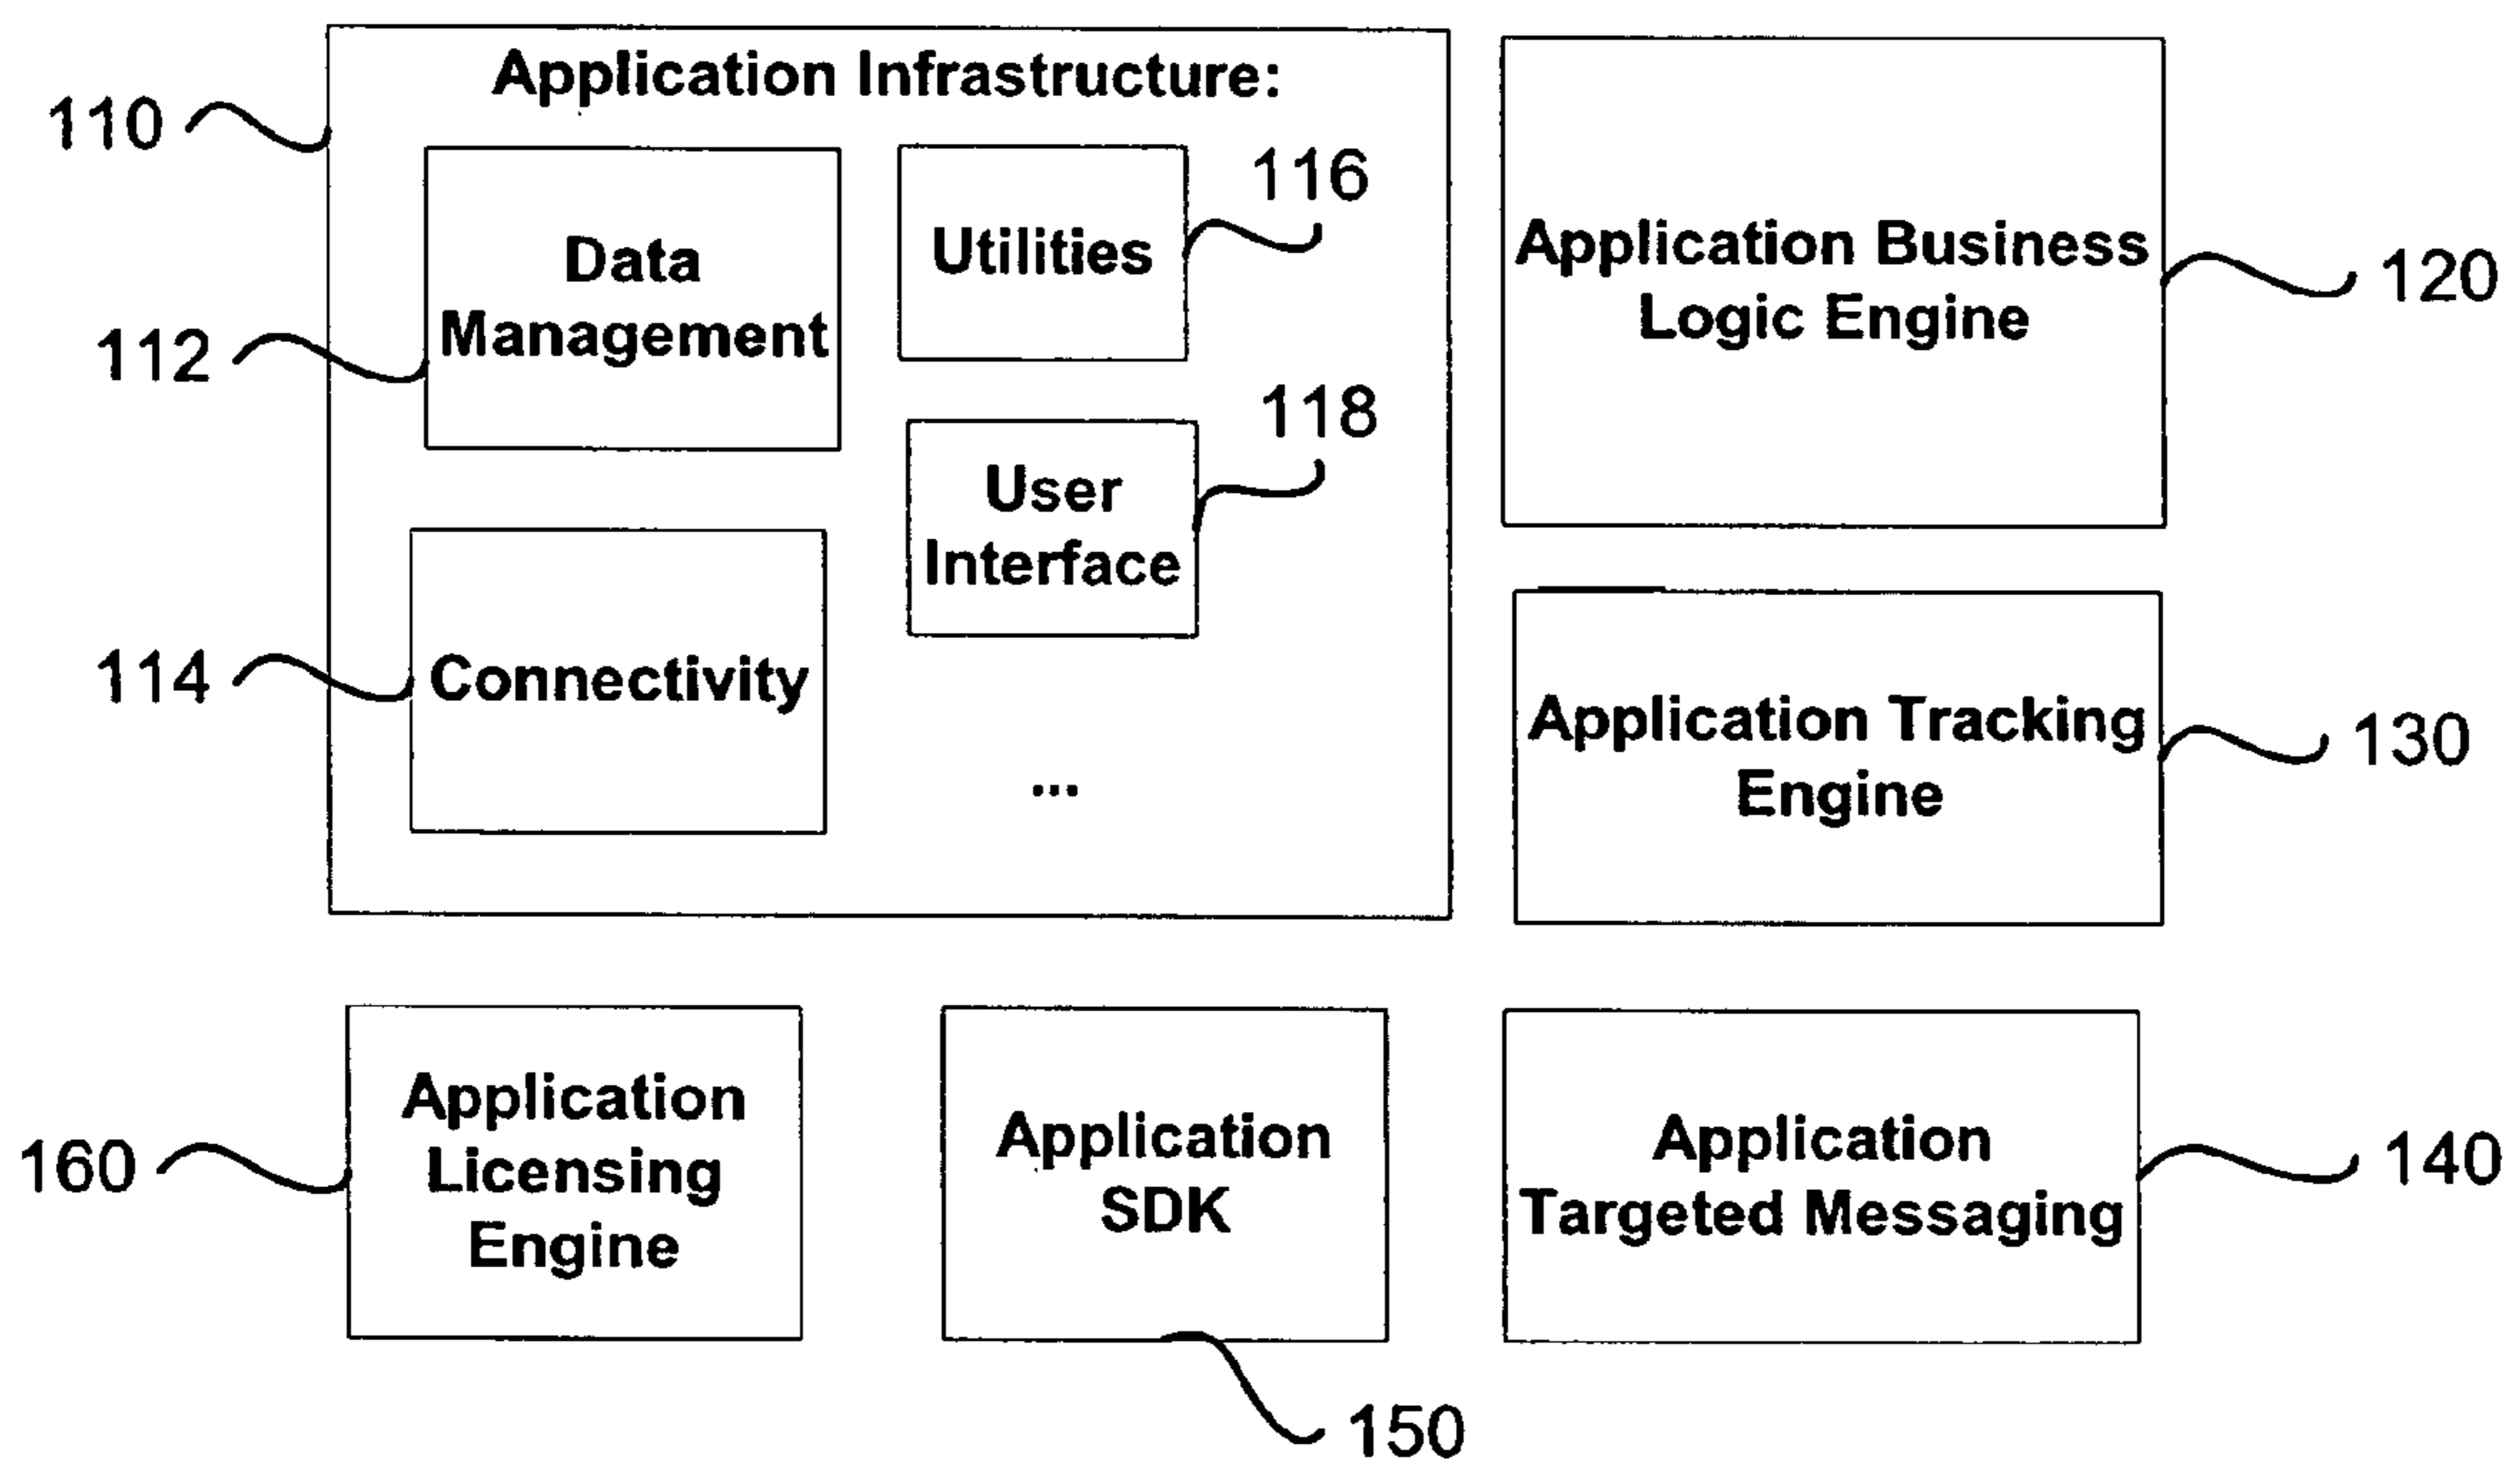 Application Infrastructure:
110
Data
Management
112
Utilities
116
User
Interface
118
Connectivity
114
...
Application Business
Logic Engine
120
Application Tracking
Engine
130
Application
Licensing
Engine
160
Application
SDK
150
Application
Targeted Messaging
140